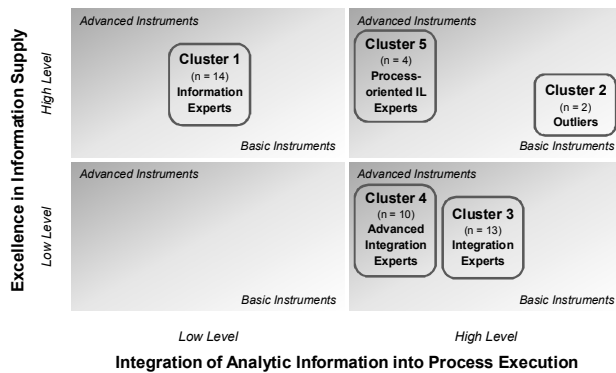 Excellence in Information Supply
High Level
Low Level
Advanced Instruments
Cluster 1
(n = 14)
Information
Experts
Basic Instruments
Advanced Instruments
Cluster 5
(n = 4)
Process-
oriented IL
Experts
Cluster 2
(n = 2)
Outliers
Basic Instruments
Advanced Instruments
Basic Instruments
Advanced Instruments
Cluster 4
(n = 10)
Advanced
Integration
Experts
Cluster 3
(n = 13)
Integration
Experts
Basic Instruments
Low Level
High Level
Integration of Analytic Information into Process Execution